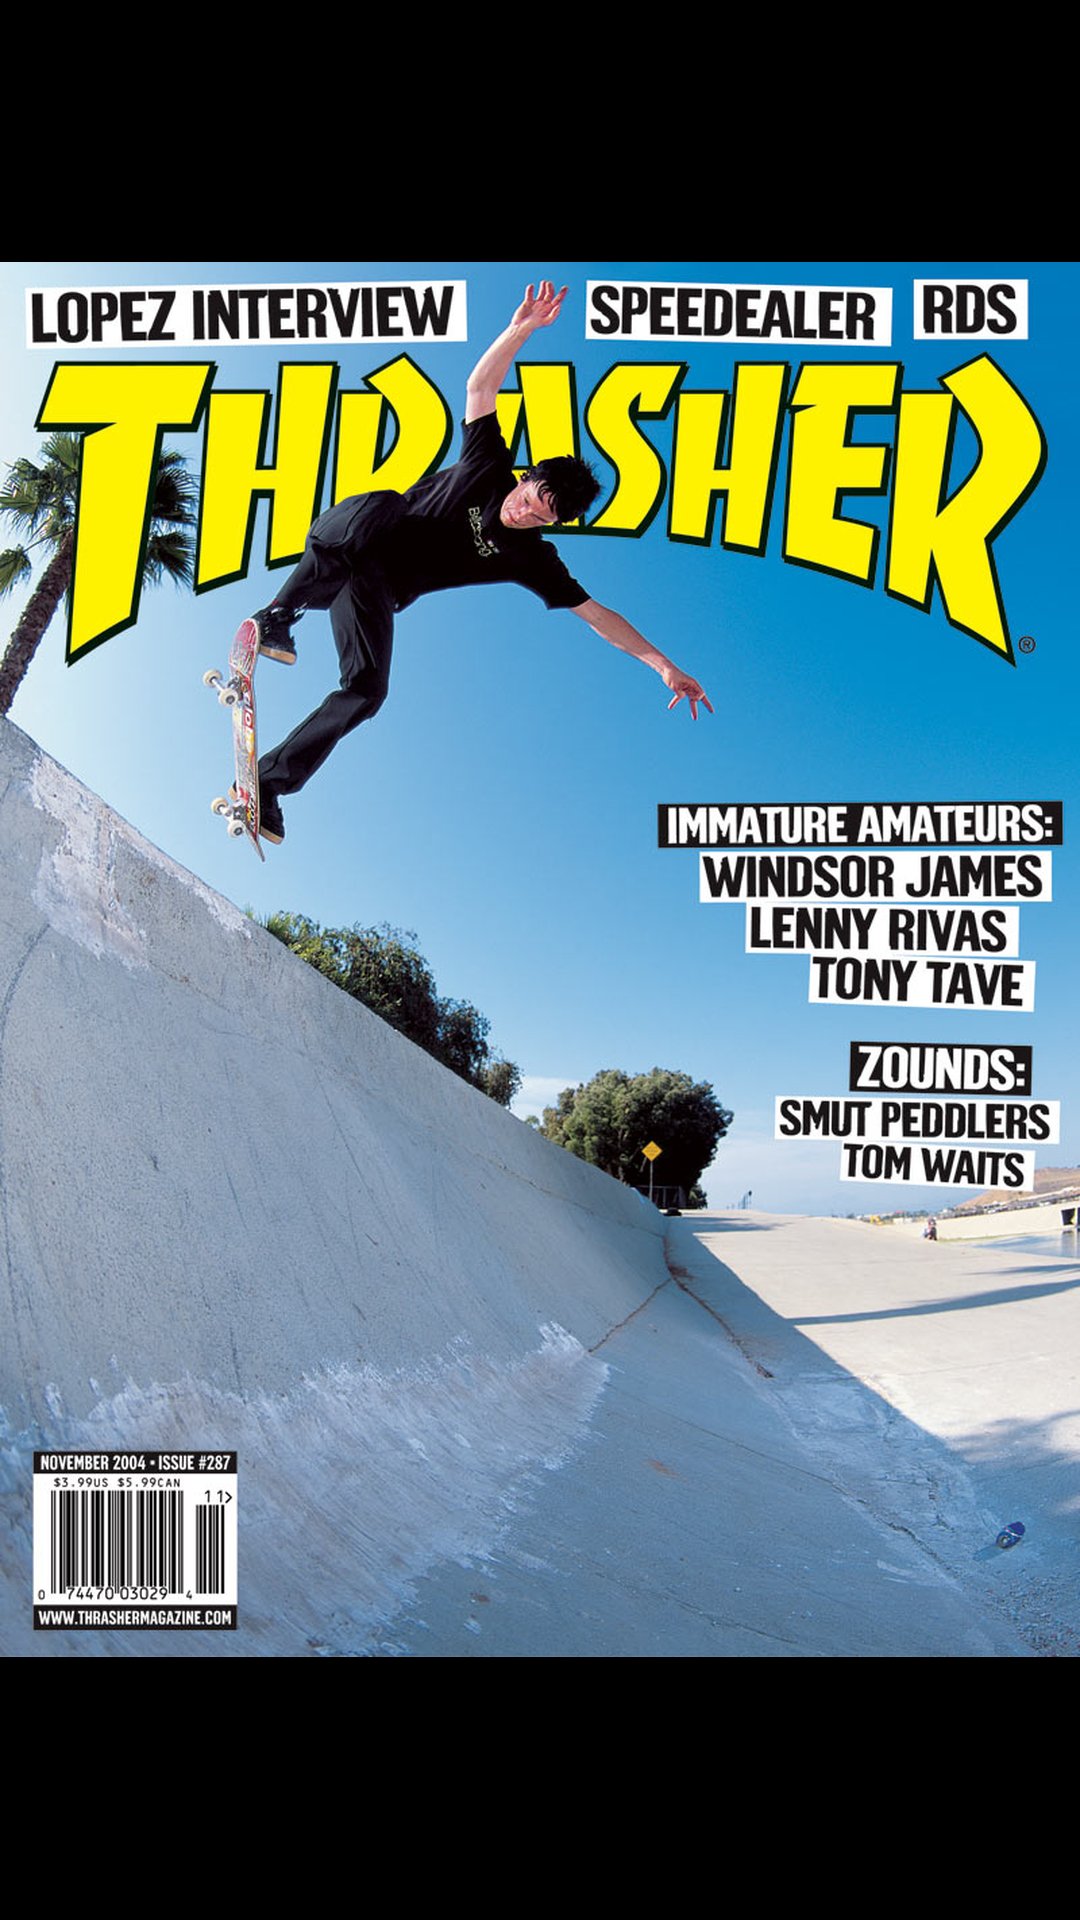 LOPEZ INTERVIEW SPEEDEALER RDS
THRASHER®
Billabong
IMMATURE AMATEURS:
WINDSOR JAMES
LENNY RIVAS
TONY TAVE
ZOUNDS:
SMUT PEDDLERS
TOM WAITS
NOVEMBER 2004 • ISSUE #287
$3.99US $5.99CAN
11>
0 74470 03029 4
WWW.THRASHERMAGAZINE.COM